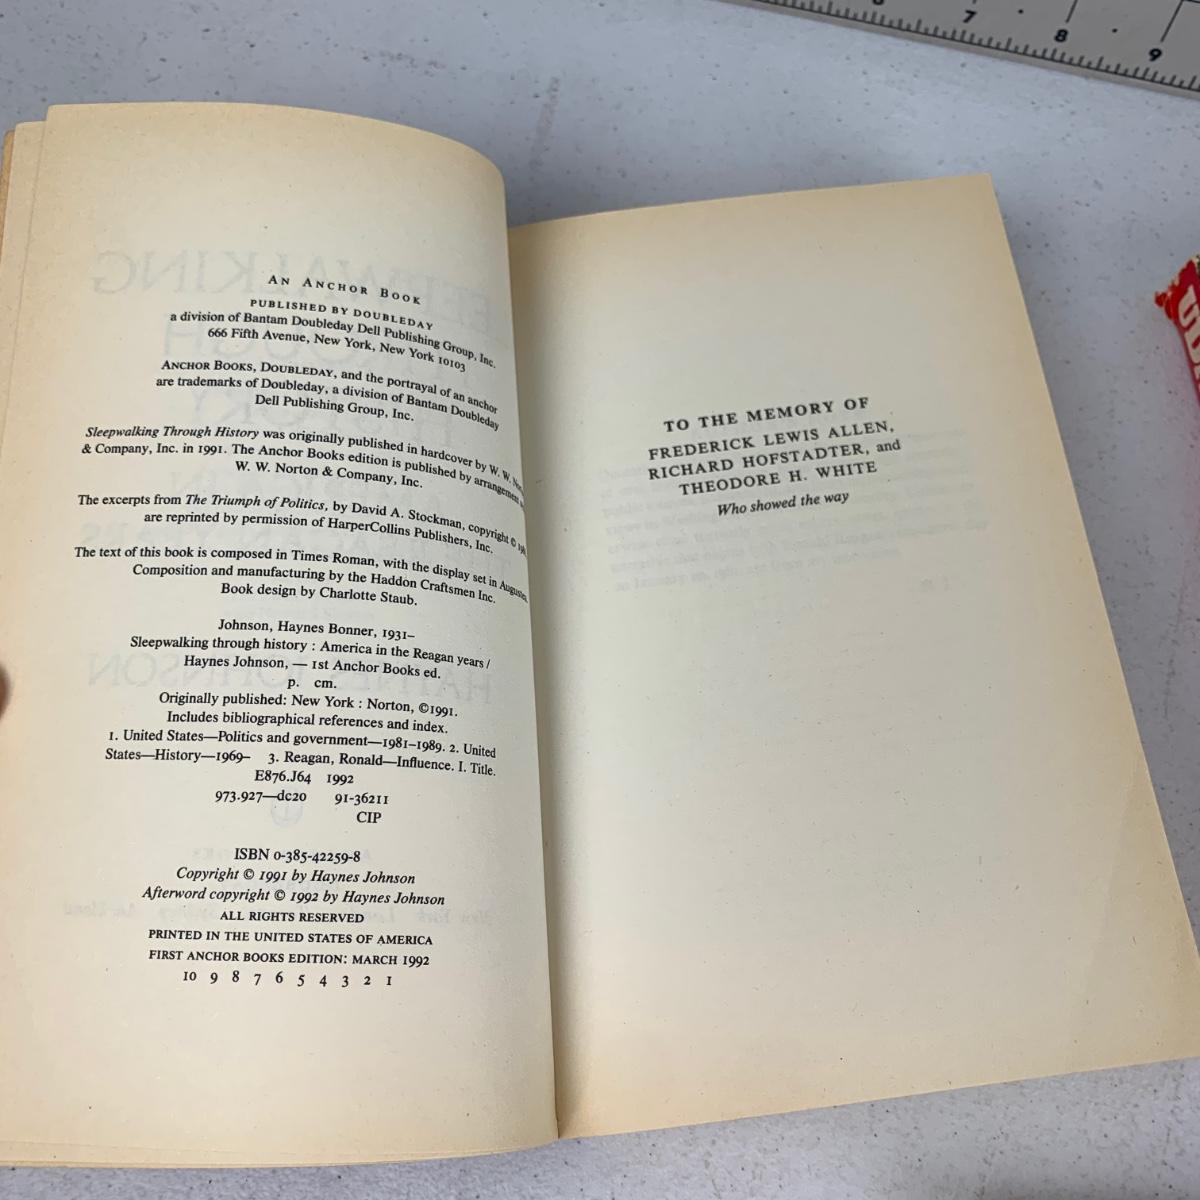 AN ANCHOR BOOK
PUBLISHED BY DOUBLEDAY
a division of Bantam Doubleday Dell Publishing Group, Inc.
666 Fifth Avenue, New York, New York 10103
ANCHOR BOOKS, DOUBLEDAY, and the portrayal of an anchor
are trademarks of Doubleday, a division of Bantam Doubleday
Dell Publishing Group, Inc.
Sleepwalking Through History was originally published in hardcover by W. W.
& Company, Inc. in 1991. The Anchor Books edition is published by arrangement
W. W. Norton & Company, Inc.
The excerpts from The Triumph of Politics, by David A. Stockman, copyright ©
are reprinted by permission of HarperCollins Publishers, Inc.
The text of this book is composed in Times Roman, with the display set in Augustea.
Composition and manufacturing by the Haddon Craftsmen Inc.
Book design by Charlotte Staub.
Johnson, Haynes Bonner, 1931–
Sleepwalking through history : America in the Reagan years /
Haynes Johnson, — 1st Anchor Books ed.
p. cm.
Originally published: New York : Norton, ©1991.
Includes bibliographical references and index.
1. United States—Politics and government—1981–1989. 2. United
States—History—1969– 3. Reagan, Ronald—Influence. I. Title.
E876.J64 1992
973.927—dc20 91-36211
CIP
ISBN 0-385-42259-8
Copyright © 1991 by Haynes Johnson
Afterword copyright © 1992 by Haynes Johnson
ALL RIGHTS RESERVED
PRINTED IN THE UNITED STATES OF AMERICA
FIRST ANCHOR BOOKS EDITION: MARCH 1992
10 9 8 7 6 5 4 3 2 1
TO THE MEMORY OF
FREDERICK LEWIS ALLEN,
RICHARD HOFSTADTER, and
THEODORE H. WHITE
Who showed the way
7 8 9